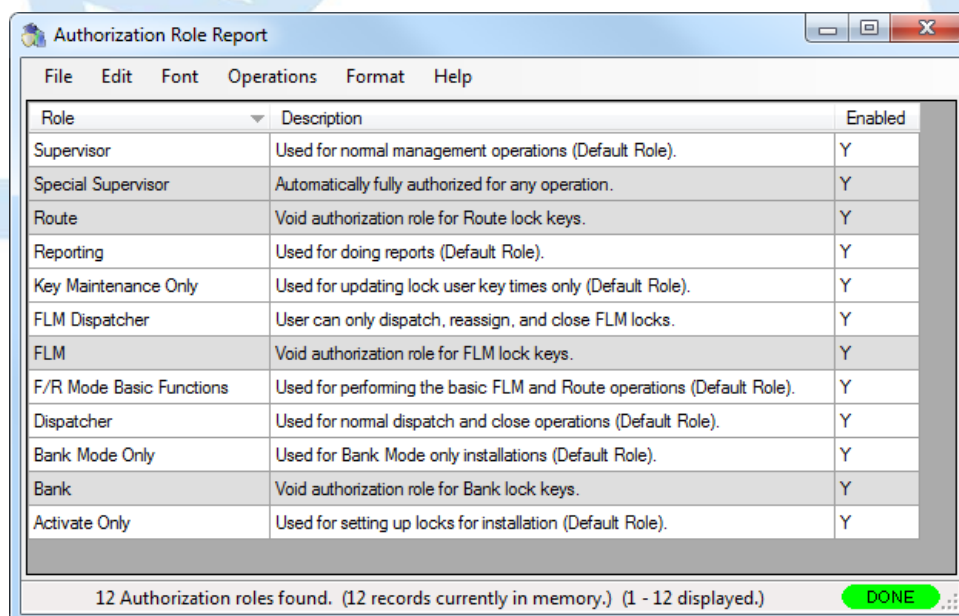 Authorization Role Report
File Edit Font Operations Format Help
Role Description Enabled
Supervisor Used for normal management operations (Default Role). Y
Special Supervisor Automatically fully authorized for any operation. Y
Route Void authorization role for Route lock keys. Y
Reporting Used for doing reports (Default Role). Y
Key Maintenance Only Used for updating lock user key times only (Default Role). Y
FLM Dispatcher User can only dispatch, reassign, and close FLM locks. Y
FLM Void authorization role for FLM lock keys. Y
F/R Mode Basic Functions Used for performing the basic FLM and Route operations (Default Role). Y
Dispatcher Used for normal dispatch and close operations (Default Role). Y
Bank Mode Only Used for Bank Mode only installations (Default Role). Y
Bank Void authorization role for Bank lock keys. Y
Activate Only Used for setting up locks for installation (Default Role). Y
12 Authorization roles found. (12 records currently in memory.) (1 - 12 displayed.) DONE